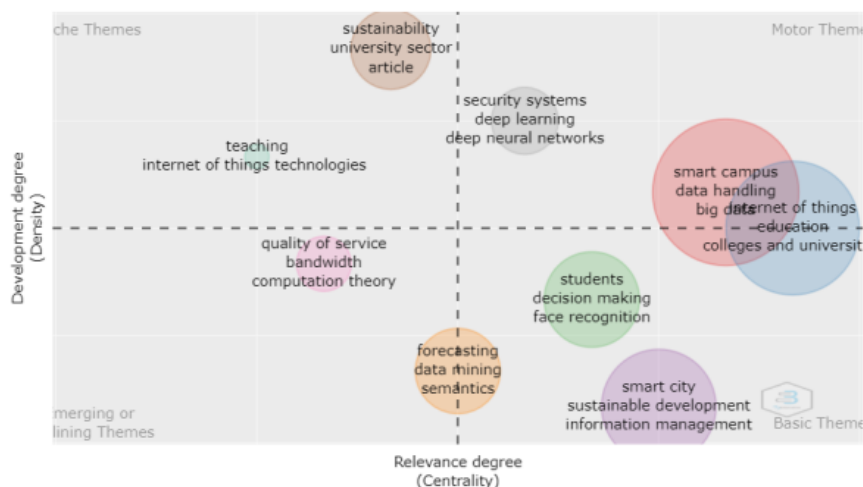 che Themes
Motor Theme
sustainability
university sector
article
security systems
deep learning
deep neural networks
teaching
internet of things technologies
smart campus
data handling
big data
internet of things
education
colleges and universit
quality of service
bandwidth
computation theory
students
decision making
face recognition
forecasting
data mining
semantics
smart city
sustainable development
information management
merging or
lining Themes
Basic Theme
Development degree
(Density)
Relevance degree
(Centrality)